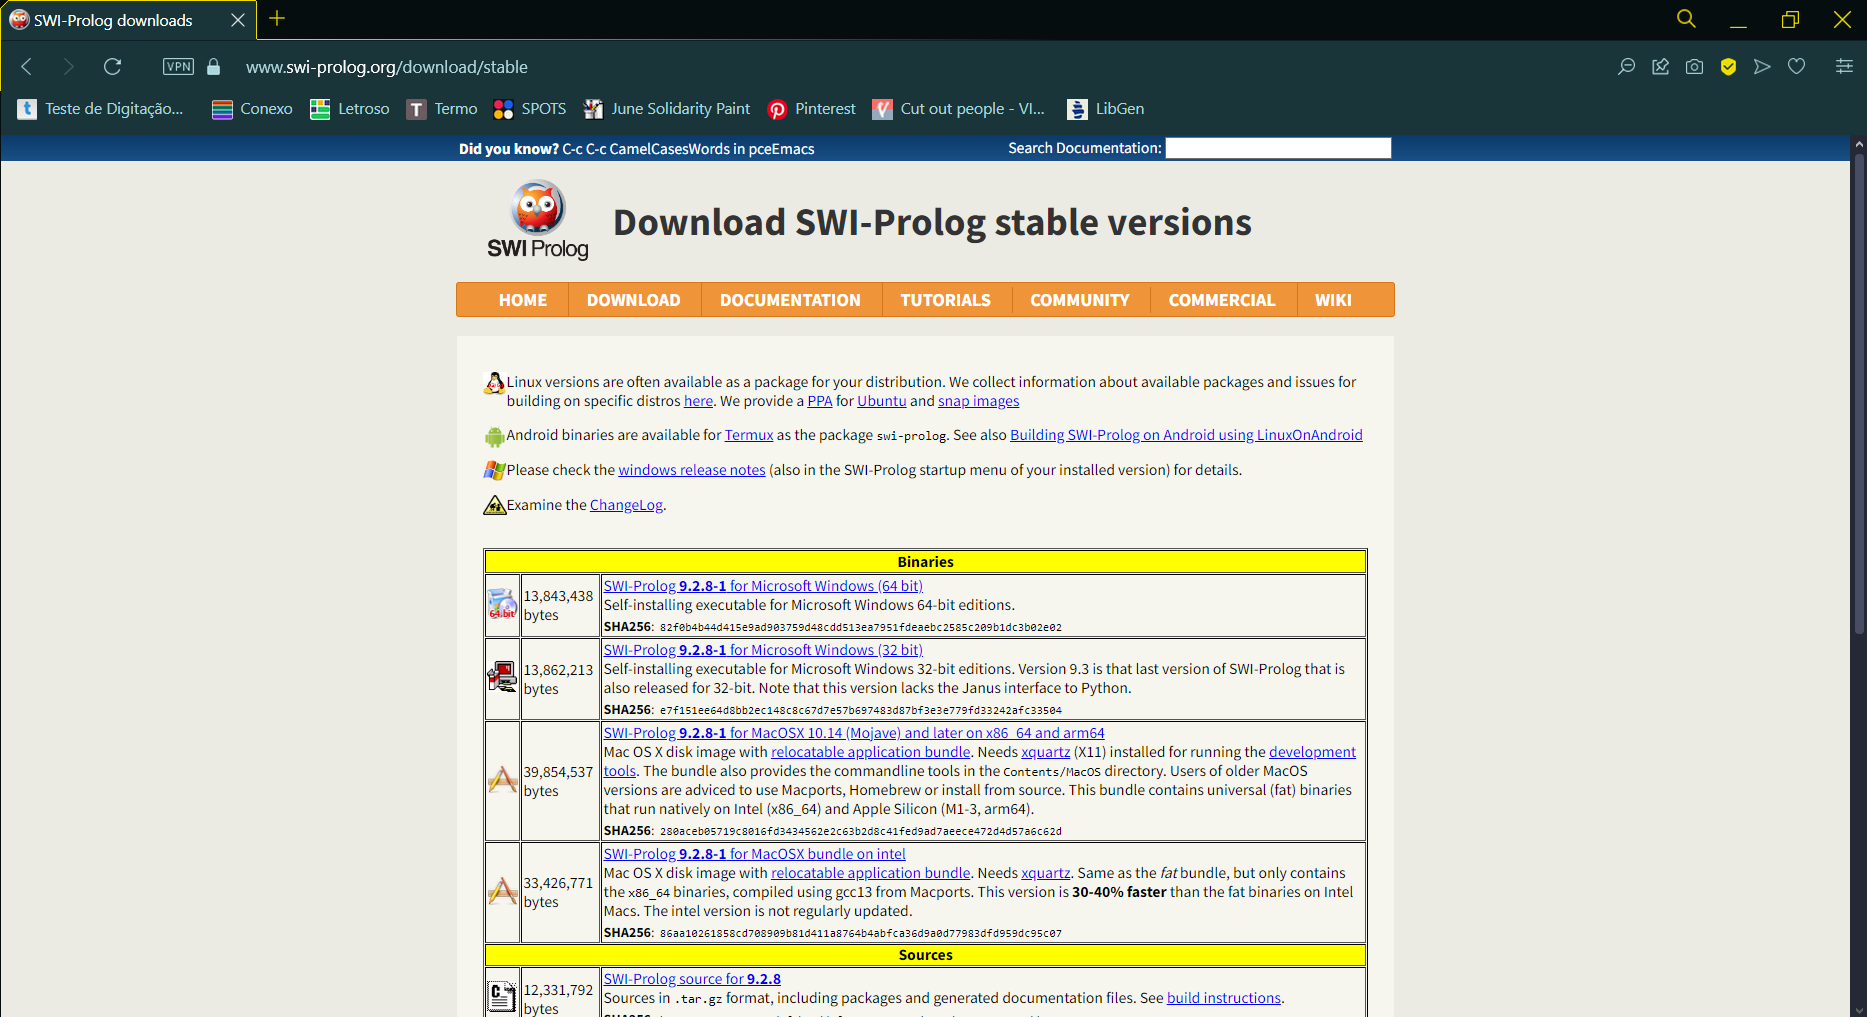 SWI-Prolog downloads
VPN
www.swi-prolog.org/download/stable
t Teste de Digitação... Conexo Letroso T Termo SPOTS June Solidarity Paint Pinterest Cut out people - VI... LibGen
Did you know? C-c C-c CamelCasesWords in pceEmacs Search Documentation:
SWI Prolog
Download SWI-Prolog stable versions
HOME DOWNLOAD DOCUMENTATION TUTORIALS COMMUNITY COMMERCIAL WIKI
Linux versions are often available as a package for your distribution. We collect information about available packages and issues for
building on specific distros here. We provide a PPA for Ubuntu and snap images
Android binaries are available for Termux as the package swi-prolog. See also Building SWI-Prolog on Android using LinuxOnAndroid
Please check the windows release notes (also in the SWI-Prolog startup menu of your installed version) for details.
Examine the ChangeLog.
Binaries
64.bit
13,843,438
bytes
SWI-Prolog 9.2.8-1 for Microsoft Windows (64 bit)
Self-installing executable for Microsoft Windows 64-bit editions.
SHA256: 82f0b4b44d415e9ad903759d48cdd513ea7951fdeaebc2585c209b1dc3b02e02
13,862,213
bytes
SWI-Prolog 9.2.8-1 for Microsoft Windows (32 bit)
Self-installing executable for Microsoft Windows 32-bit editions. Version 9.3 is that last version of SWI-Prolog that is
also released for 32-bit. Note that this version lacks the Janus interface to Python.
SHA256: e7f151ee64d8bb2ec148c8c67d7e57b697483d87bf3e3e779fd33242afc33504
39,854,537
bytes
SWI-Prolog 9.2.8-1 for MacOSX 10.14 (Mojave) and later on x86_64 and arm64
Mac OS X disk image with relocatable application bundle. Needs xquartz (X11) installed for running the development
tools. The bundle also provides the commandline tools in the Contents/MacOS directory. Users of older MacOS
versions are adviced to use Macports, Homebrew or install from source. This bundle contains universal (fat) binaries
that run natively on Intel (x86_64) and Apple Silicon (M1-3, arm64).
SHA256: 280aceb05719c8016fd3434562e2c63b2d8c41fed9ad7aeece472d4d57a6c62d
33,426,771
bytes
SWI-Prolog 9.2.8-1 for MacOSX bundle on intel
Mac OS X disk image with relocatable application bundle. Needs xquartz. Same as the fat bundle, but only contains
the x86_64 binaries, compiled using gcc13 from Macports. This version is 30-40% faster than the fat binaries on Intel
Macs. The intel version is not regularly updated.
SHA256: 86aa10261858cd708909b81d411a8764b4abfca36d9a0d77983dfd959dc95c07
Sources
12,331,792
bytes
SWI-Prolog source for 9.2.8
Sources in .tar.gz format, including packages and generated documentation files. See build instructions.